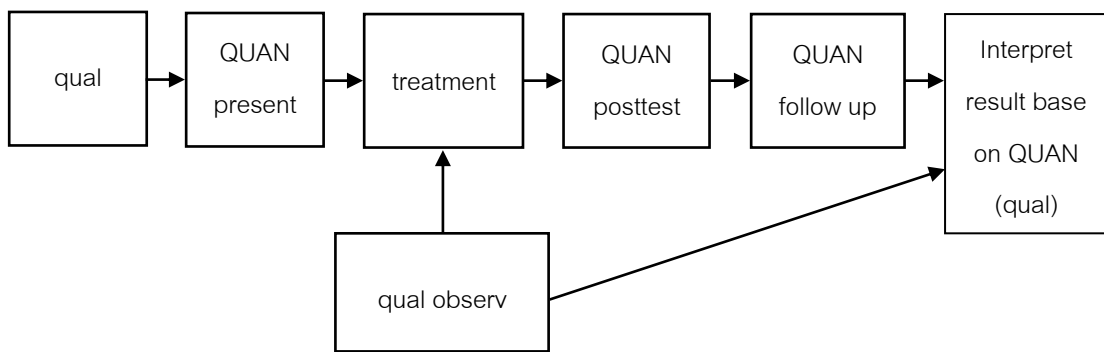 qual
QUAN
present
treatment
QUAN
posttest
QUAN
follow up
Interpret
result base
on QUAN
(qual)
qual observ